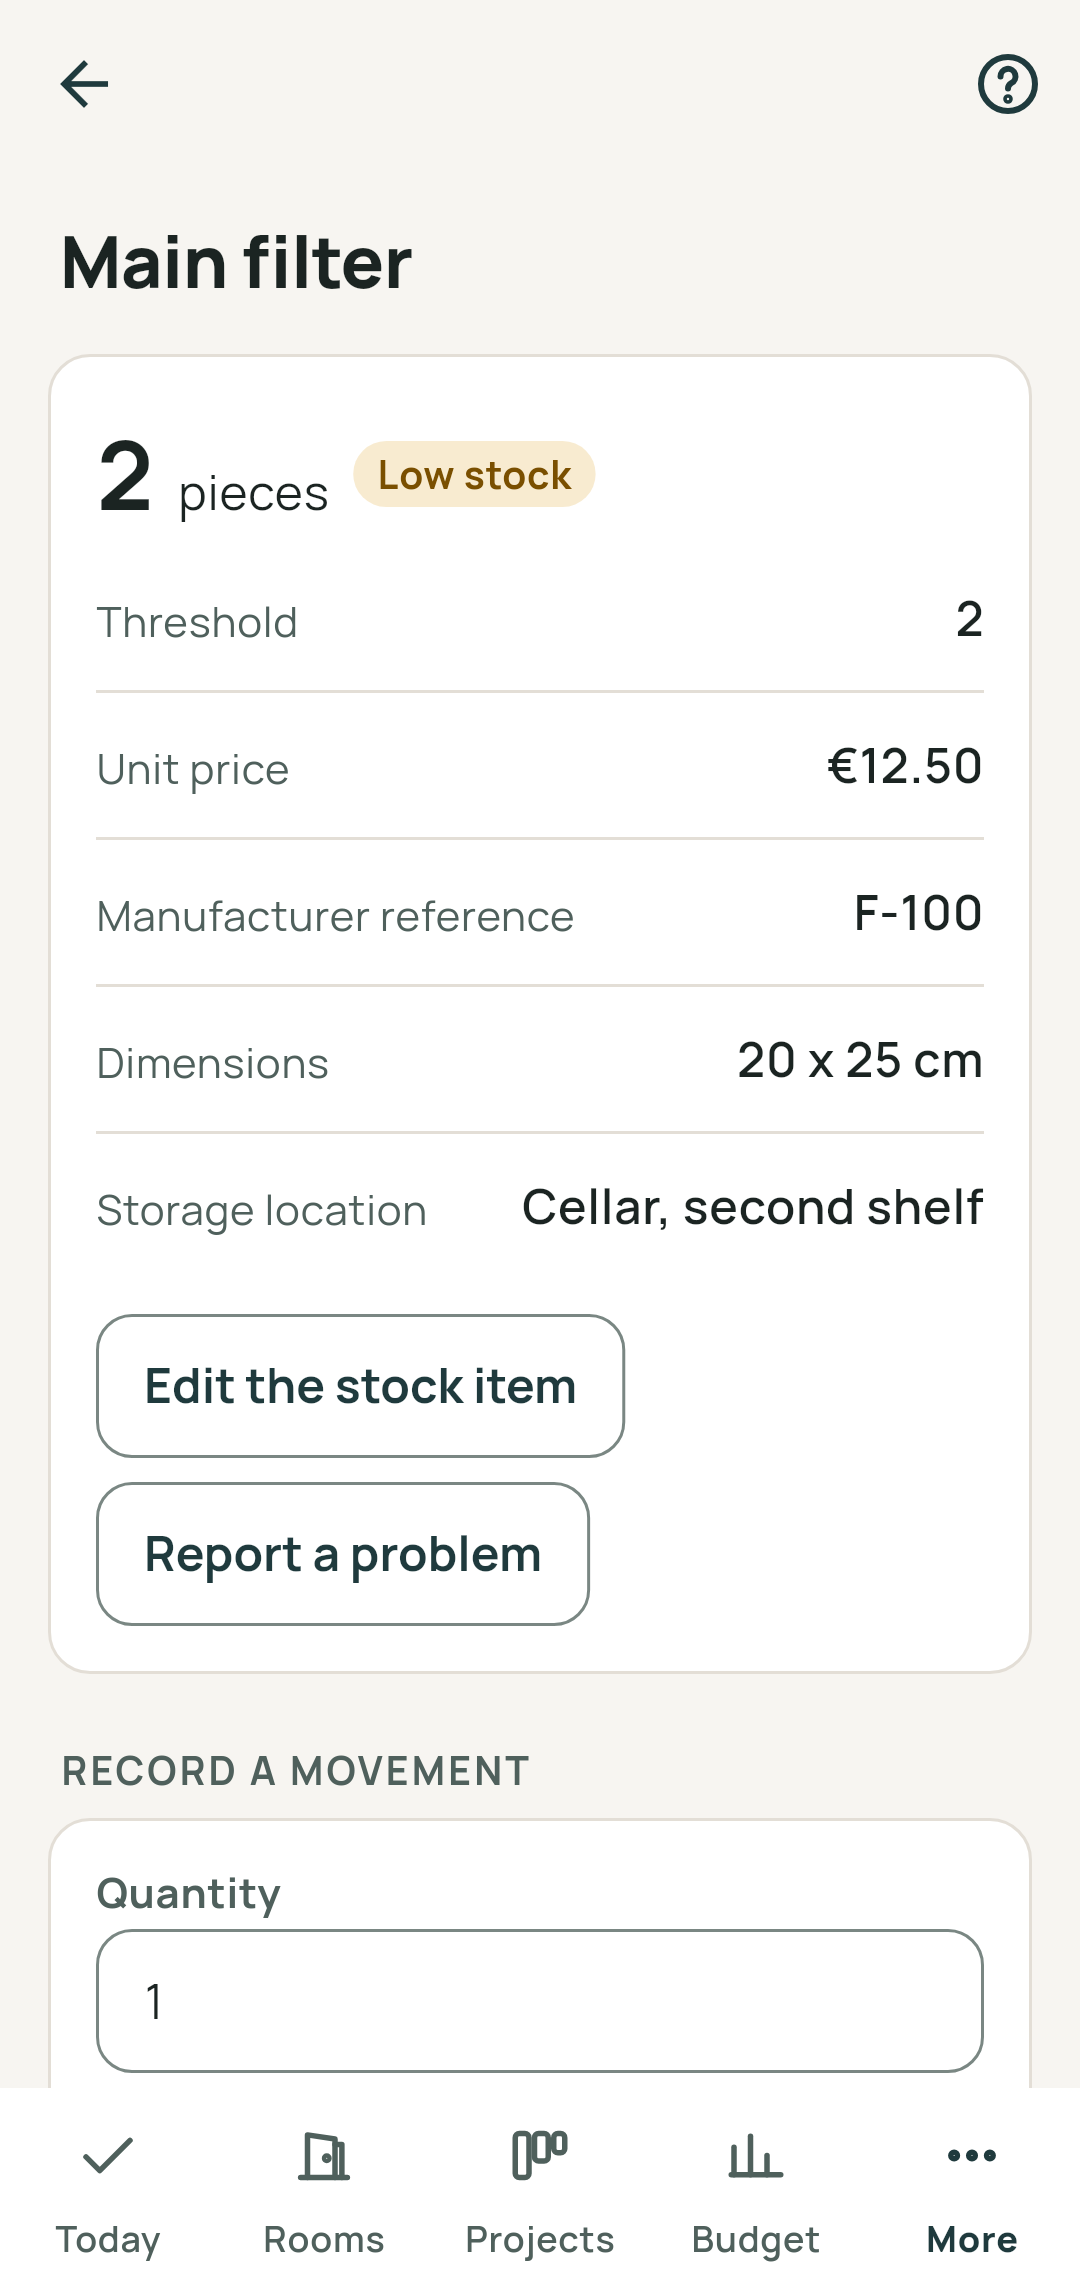 Main filter
2 pieces Low stock
Threshold 2
Unit price €12.50
Manufacturer reference F-100
Dimensions 20 x 25 cm
Storage location Cellar, second shelf
Edit the stock item
Report a problem
RECORD A MOVEMENT
Quantity
1
Today Rooms Projects Budget More